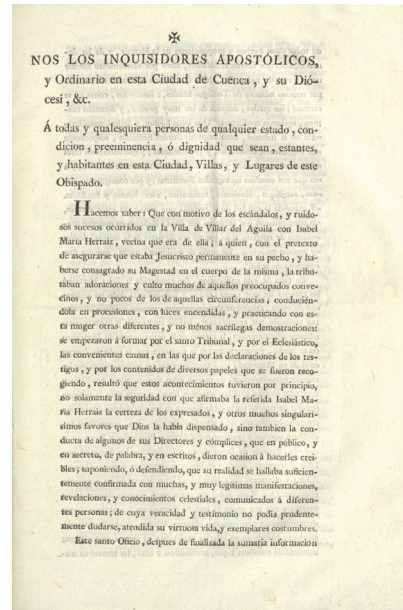 ✠
NOS LOS INQUISIDORES APOSTÓLICOS,
y Ordinario en esta Ciudad de Cuenca, y su Dió-
cesi, &c.
Á todas y qualesquiera personas de qualquier estado, con-
dicion, preeminencia, ó dignidad que sean, estantes,
y habitantes en esta Ciudad, Villas, y Lugares de este
Obispado.
Hacemos saber: Que con motivo de los escándalos, y ruido-
sos sucesos ocurridos en la Villa de Villar del Aguila con Isabel
Maria Herraiz, vecina que era de ella; á quien, con el pretexto
de asegurarse que estaba Jesucristo permanente en su pecho, y ha-
berse consagrado su Magestad en el cuerpo de la misma, la tribu-
taban adoraciones y culto muchos de aquellos preocupados conve-
cinos, y no pocos de los de aquellas circunferencias; conducién-
dola en procesiones, con luces encendidas, y practicando con es-
ta muger otras diferentes, y no ménos sacrílegas demostraciones:
se empezaron á formar por el santo Tribunal, y por el Eclesiástico,
las convenientes causas, en las que por las declaraciones de los tes-
tigos, y por los contenidos de diversos papeles que se fueron reco-
giendo, resultó que estos acontecimientos tuvieron por principio,
no solamente la seguridad con que afirmaba la referida Isabel Ma-
ria Herraiz la certeza de los expresados, y otros muchos singularí-
simos favores que Dios la habia dispensado, sino tambien la con-
ducta de algunos de sus Directores y cómplices, que en público, y
en secreto, de palabra, y en escritos, dieron ocasion á hacerles crei-
bles; suponiendo, ó defendiendo, que su realidad se hallaba suficien-
temente confirmada con muchas, y muy legítimas manifestaciones,
revelaciones, y conocimientos celestiales, comunicados á diferen-
tes personas; de cuya veracidad y testimonio no podia prudente-
mente dudarse, atendida su virtuosa vida, y exemplares costumbres.
Este santo Oficio, despues de finalizada la sumaria informacion